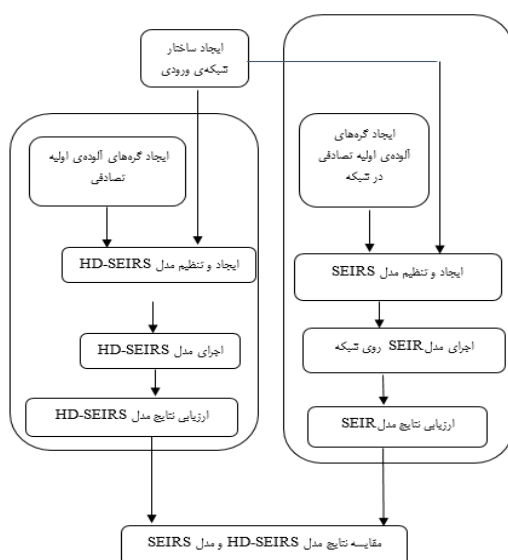 ایجاد ساختار
شبکه‌ی ورودی
ایجاد گره‌های
آلوده‌ی اولیه تصادفی
در شبکه
ایجاد گره‌های آلوده‌ی اولیه
تصادفی
ایجاد و تنظیم مدل SEIRS
ایجاد و تنظیم مدل HD-SEIRS
اجرای مدل SEIR روی شبکه
اجرای مدل HD-SEIRS
ارزیابی نتایج مدل SEIR
ارزیابی نتایج مدل HD-SEIRS
مقایسه نتایج مدل HD-SEIRS و مدل SEIRS